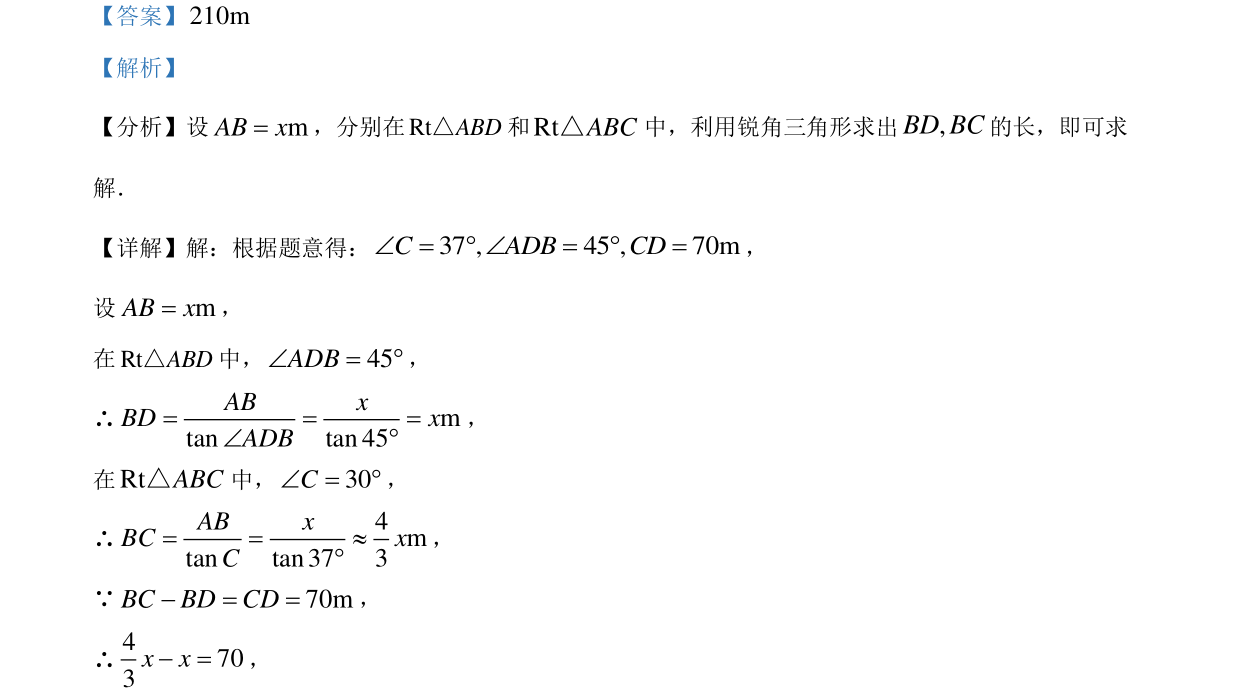 【答案】210m
【解析】
【分析】设 AB = xm，分别在 Rt△ABD 和 Rt△ABC 中，利用锐角三角形求出 BD, BC 的长，即可求
解．
【详解】解：根据题意得：∠C = 37°, ∠ADB = 45°, CD = 70m，
设 AB = xm，
在 Rt△ABD 中，∠ADB = 45°，
∴ BD = AB/tan∠ADB = x/tan 45° = xm，
在 Rt△ABC 中，∠C = 30°，
∴ BC = AB/tan C = x/tan 37° ≈ 4/3 xm，
∵ BC − BD = CD = 70m，
∴ 4/3 x − x = 70，